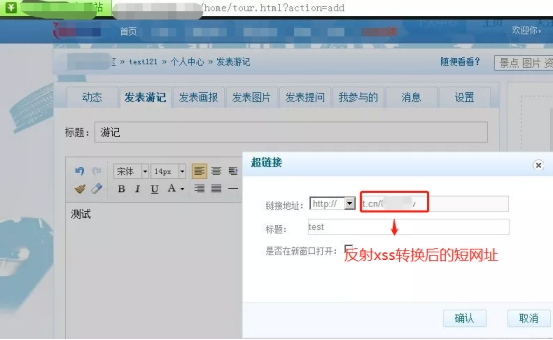 站
/home/tour.html?action=add
首页
欢迎你,
» test121 » 个人中心 » 发表游记
随便看看?
景点 图片 资
动态 发表游记 发表画报 发表图片 发表提问 我参与的 消息 设置
标题: 游记
宋体 14px
B I U A
测试
超链接
链接地址: http:// t.cn/
标题: test
是否在新窗口打开:
反射xss转换后的短网址
确认 取消